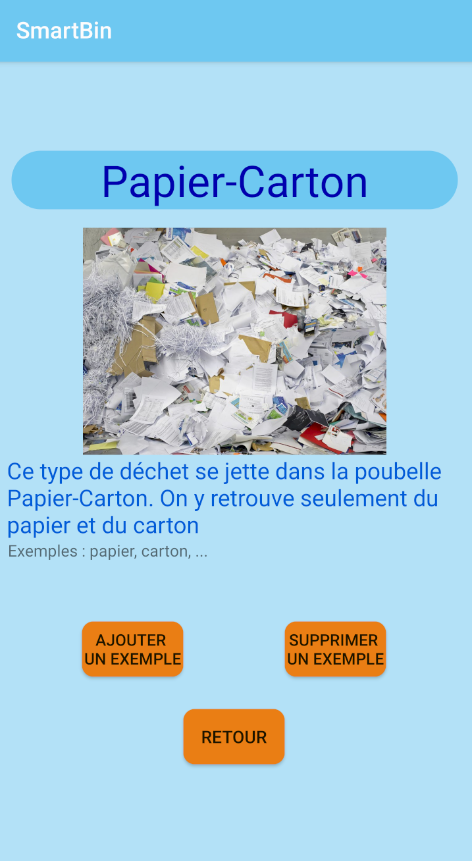 SmartBin
Papier-Carton
Ce type de déchet se jette dans la poubelle
Papier-Carton. On y retrouve seulement du
papier et du carton
Exemples : papier, carton, ...
AJOUTER
UN EXEMPLE
SUPPRIMER
UN EXEMPLE
RETOUR